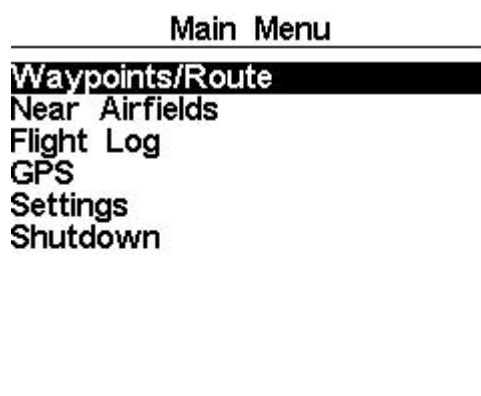 Main Menu
Waypoints/Route
Near Airfields
Flight Log
GPS
Settings
Shutdown